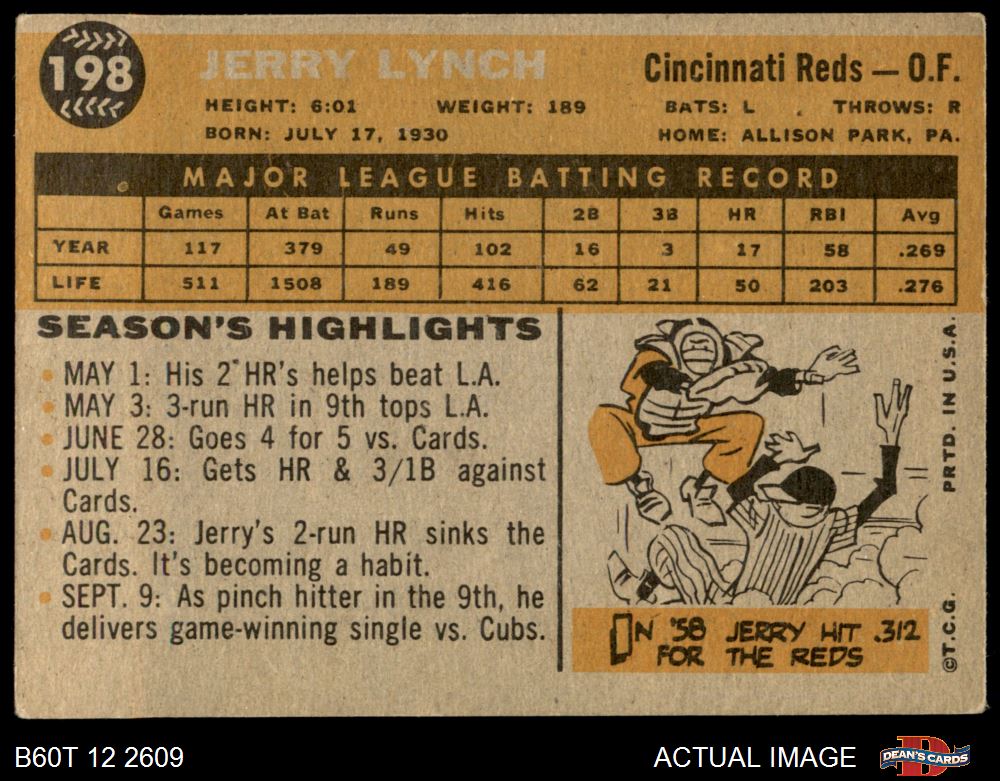 198
JERRY LYNCH
Cincinnati Reds — O.F.
HEIGHT: 6:01 WEIGHT: 189 BATS: L THROWS: R
BORN: JULY 17, 1930 HOME: ALLISON PARK, PA.
MAJOR LEAGUE BATTING RECORD
Games At Bat Runs Hits 2B 3B HR RBI Avg
YEAR 117 379 49 102 16 3 17 58 .269
LIFE 511 1508 189 416 62 21 50 203 .276
SEASON'S HIGHLIGHTS
• MAY 1: His 2 HR's helps beat L.A.
• MAY 3: 3-run HR in 9th tops L.A.
• JUNE 28: Goes 4 for 5 vs. Cards.
• JULY 16: Gets HR & 3/1B against
Cards.
• AUG. 23: Jerry's 2-run HR sinks the
Cards. It's becoming a habit.
• SEPT. 9: As pinch hitter in the 9th, he
delivers game-winning single vs. Cubs.
IN '58 JERRY HIT .312
FOR THE REDS
©T.C.G. PRTD. IN U.S.A.
B60T 12 2609
ACTUAL IMAGE
DEAN'S CARDS